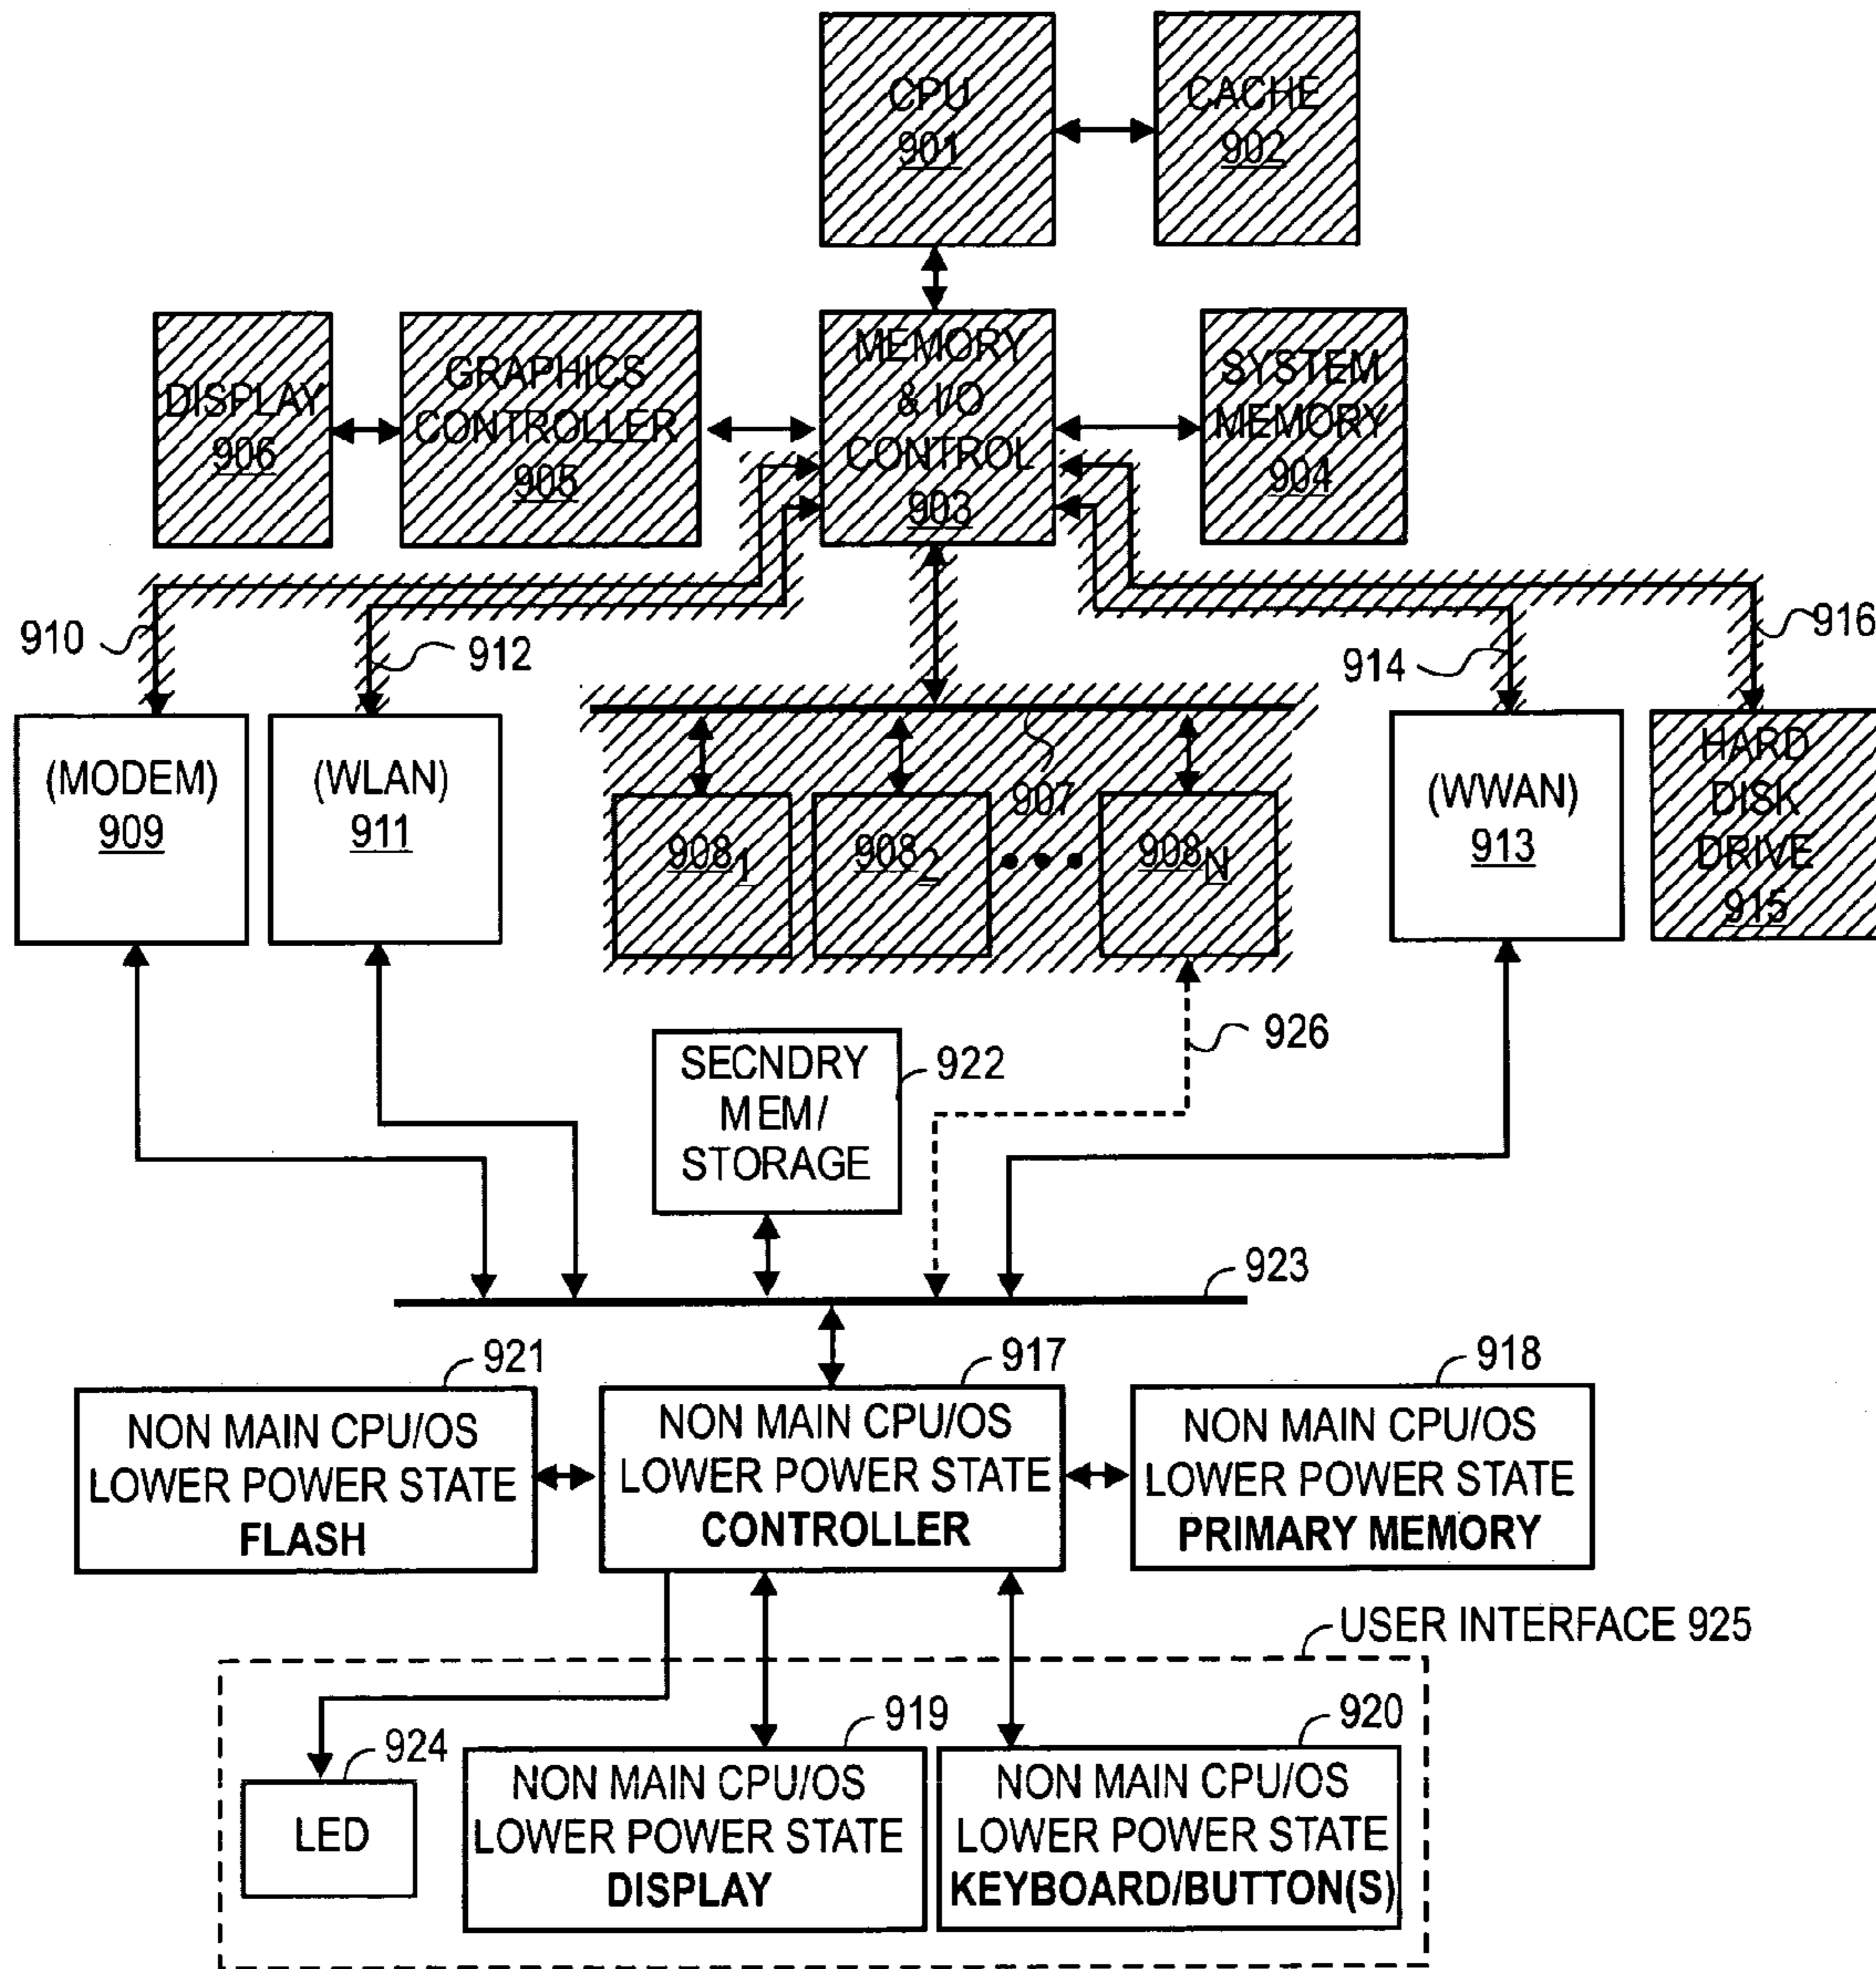 CPU
901
CACHE
902
DISPLAY
906
GRAPHICS
CONTROLLER
905
MEMORY
& I/O
CONTROL
903
SYSTEM
MEMORY
904
910
912
914
916
(MODEM)
909
(WLAN)
911
907
908 1
908 2
908 N
(WWAN)
913
HARD
DISK
DRIVE
915
926
SECNDRY
MEM/
STORAGE
922
923
921
NON MAIN CPU/OS
LOWER POWER STATE
FLASH
917
NON MAIN CPU/OS
LOWER POWER STATE
CONTROLLER
918
NON MAIN CPU/OS
LOWER POWER STATE
PRIMARY MEMORY
USER INTERFACE 925
924
LED
919
NON MAIN CPU/OS
LOWER POWER STATE
DISPLAY
920
NON MAIN CPU/OS
LOWER POWER STATE
KEYBOARD/BUTTON(S)